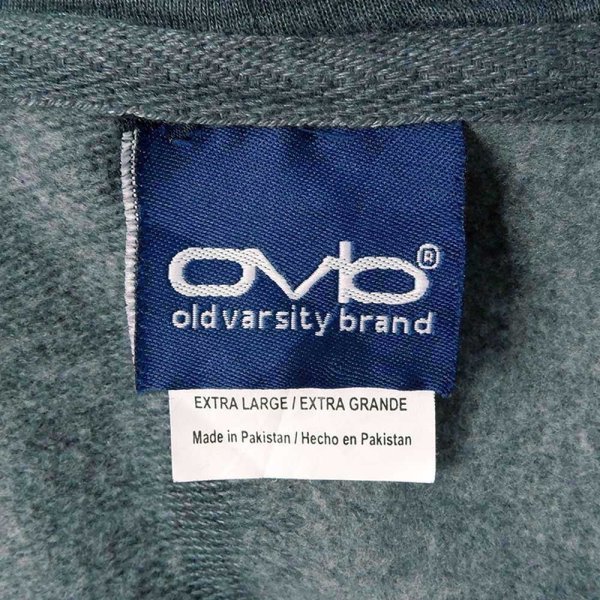 ovb®
old varsity brand
EXTRA LARGE / EXTRA GRANDE
Made in Pakistan / Hecho en Pakistan